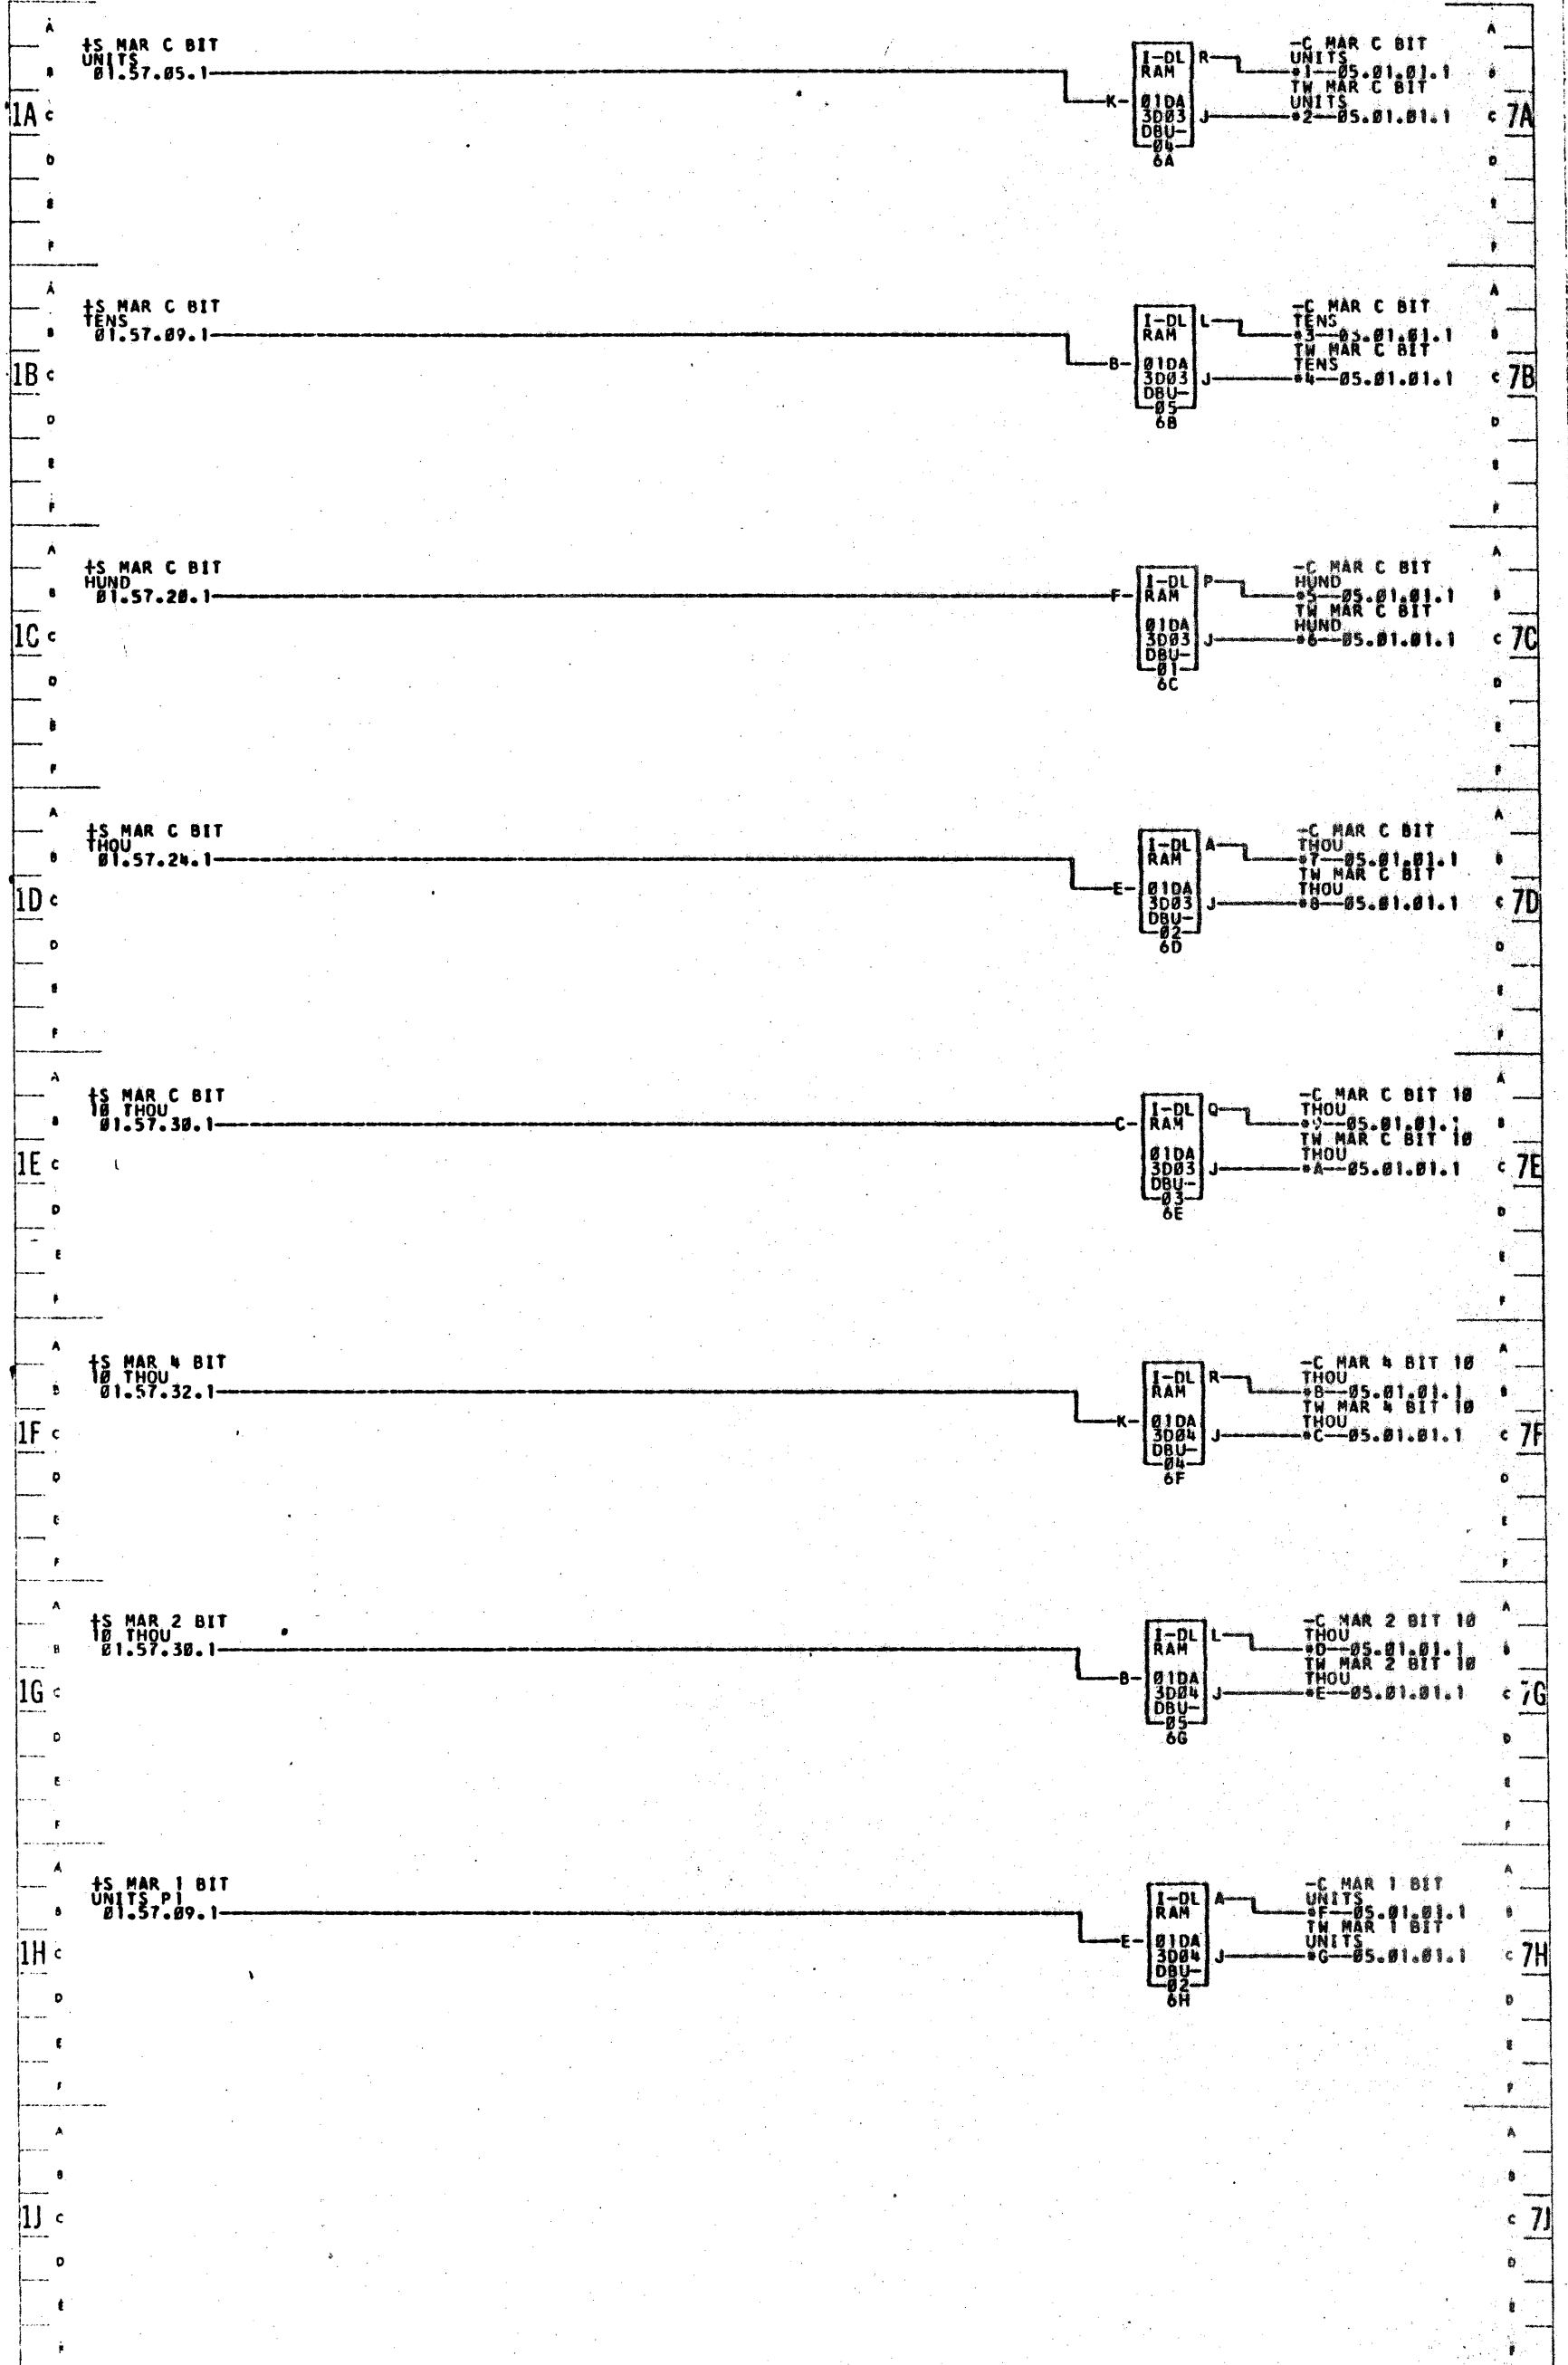 +S MAR C BIT
UNITS
01.57.05.1
K
I-DL
RAM
01DA
3D03
DBU-
04
6A
R
J
-C MAR C BIT
UNITS
*1--05.01.01.1
TW MAR C BIT
UNITS
*2--05.01.01.1
1A
7A
A
B
C
D
E
F
+S MAR C BIT
TENS
01.57.09.1
B
I-DL
RAM
01DA
3D03
DBU-
05
6B
L
J
-C MAR C BIT
TENS
*3--05.01.01.1
TW MAR C BIT
TENS
*4--05.01.01.1
1B
7B
A
B
C
D
E
F
+S MAR C BIT
HUND
01.57.20.1
F
I-DL
RAM
01DA
3D03
DBU-
01
6C
P
J
-C MAR C BIT
HUND
*5--05.01.01.1
TW MAR C BIT
HUND
*6--05.01.01.1
1C
7C
A
B
C
D
E
F
+S MAR C BIT
THOU
01.57.24.1
E
I-DL
RAM
01DA
3D03
DBU-
02
6D
A
J
-C MAR C BIT
THOU
*7--05.01.01.1
TW MAR C BIT
THOU
*8--05.01.01.1
1D
7D
A
B
C
D
E
F
+S MAR C BIT
10 THOU
01.57.30.1
C
I-DL
RAM
01DA
3D03
DBU-
03
6E
Q
J
-C MAR C BIT 10
THOU
*9--05.01.01.1
TW MAR C BIT 10
THOU
*A--05.01.01.1
1E
7E
A
B
C
D
E
F
+S MAR 4 BIT
10 THOU
01.57.32.1
K
I-DL
RAM
01DA
3D04
DBU-
04
6F
R
J
-C MAR 4 BIT 10
THOU
*B--05.01.01.1
TW MAR 4 BIT 10
THOU
*C--05.01.01.1
1F
7F
A
B
C
D
E
F
+S MAR 2 BIT
10 THOU
01.57.30.1
B
I-DL
RAM
01DA
3D04
DBU-
05
6G
L
J
-C MAR 2 BIT 10
THOU
*D--05.01.01.1
TW MAR 2 BIT 10
THOU
*E--05.01.01.1
1G
7G
A
B
C
D
E
F
+S MAR 1 BIT
UNITS P1
01.57.09.1
E
I-DL
RAM
01DA
3D04
DBU-
02
6H
A
J
-C MAR 1 BIT
UNITS
*F--05.01.01.1
TW MAR 1 BIT
UNITS
*G--05.01.01.1
1H
7H
A
B
C
D
E
F
1J
7J
A
B
C
D
E
F